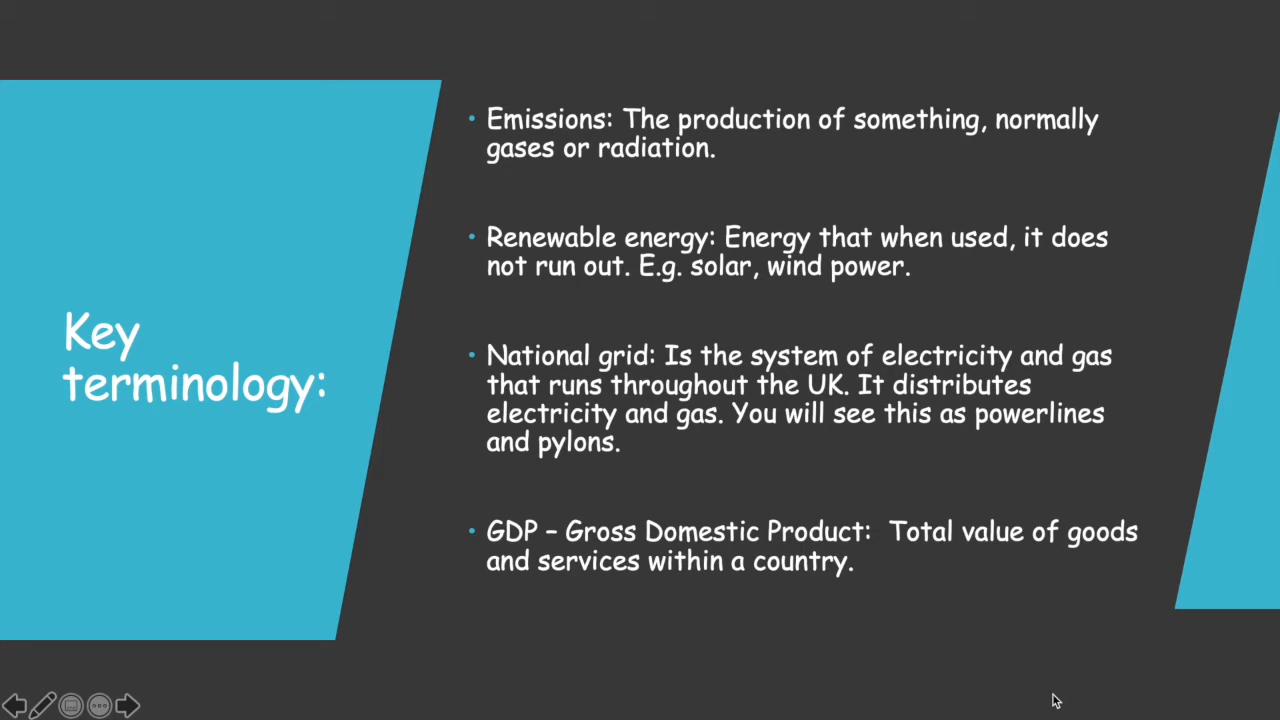 Key
terminology:
• Emissions: The production of something, normally
gases or radiation.
• Renewable energy: Energy that when used, it does
not run out. E.g. solar, wind power.
• National grid: Is the system of electricity and gas
that runs throughout the UK. It distributes
electricity and gas. You will see this as powerlines
and pylons.
• GDP – Gross Domestic Product:  Total value of goods
and services within a country.